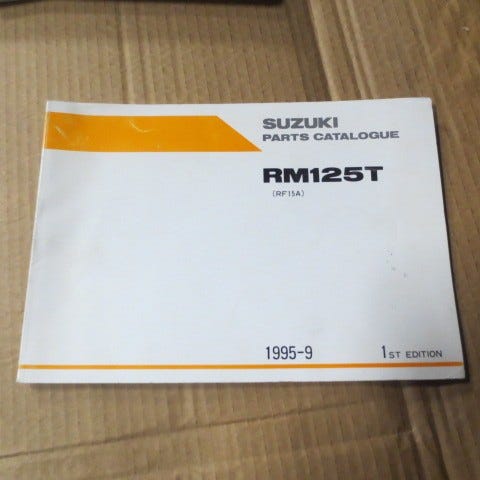 SUZUKI
PARTS CATALOGUE
RM125T
(RF15A)
1995-9 1ST EDITION